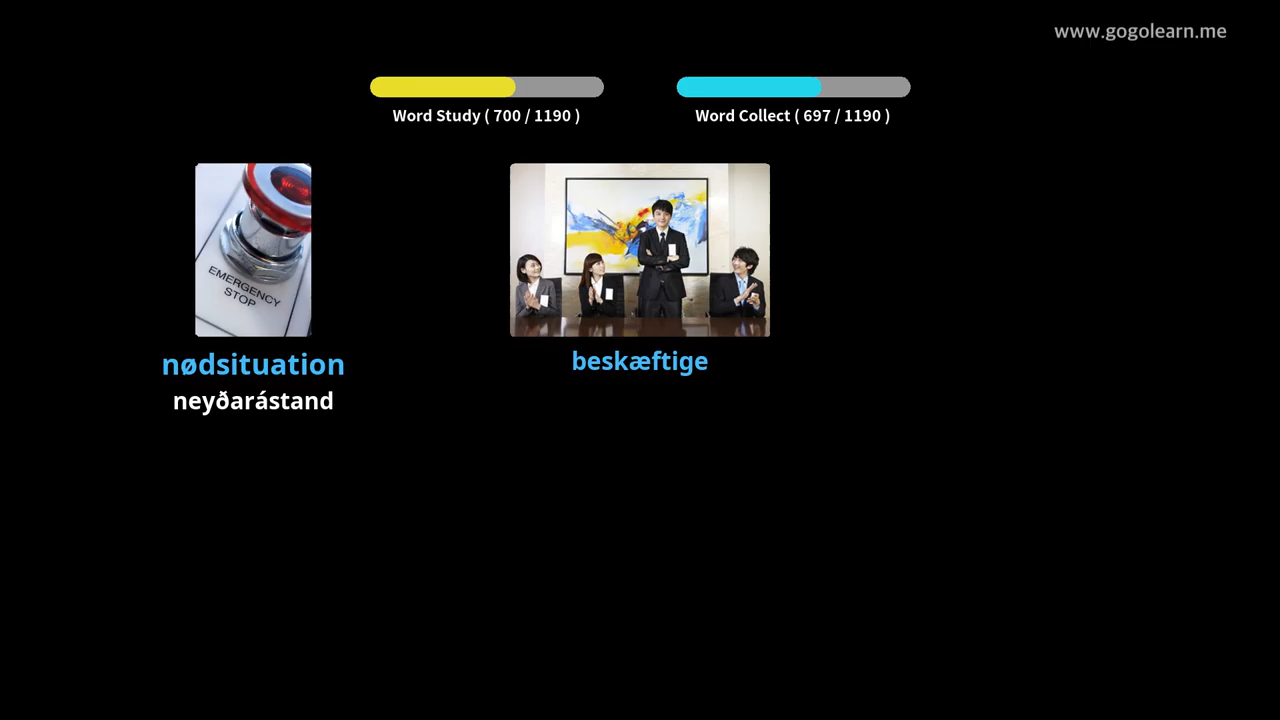 www.gogolearn.me
Word Study ( 700 / 1190 )
Word Collect ( 697 / 1190 )
EMERGENCY
STOP
nødsituation
neyðarástand
beskæftige